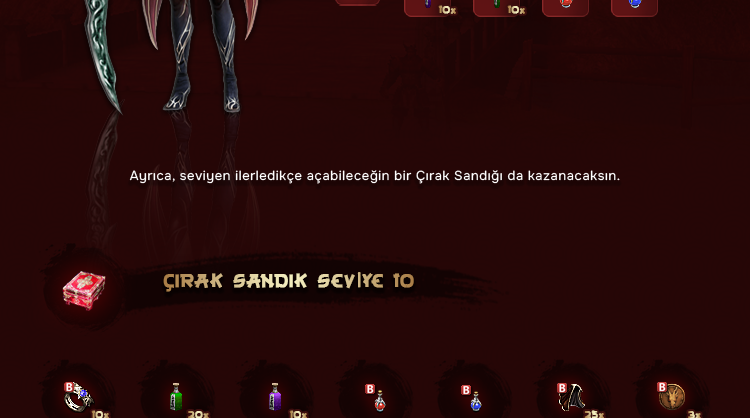 10x 10x
Ayrıca, seviyen ilerledikçe açabileceğin bir Çırak Sandığı da kazanacaksın.
ÇIRAK SANDIK SEVİYE 10
B B B B B
10x 20x 10x 25x 3x